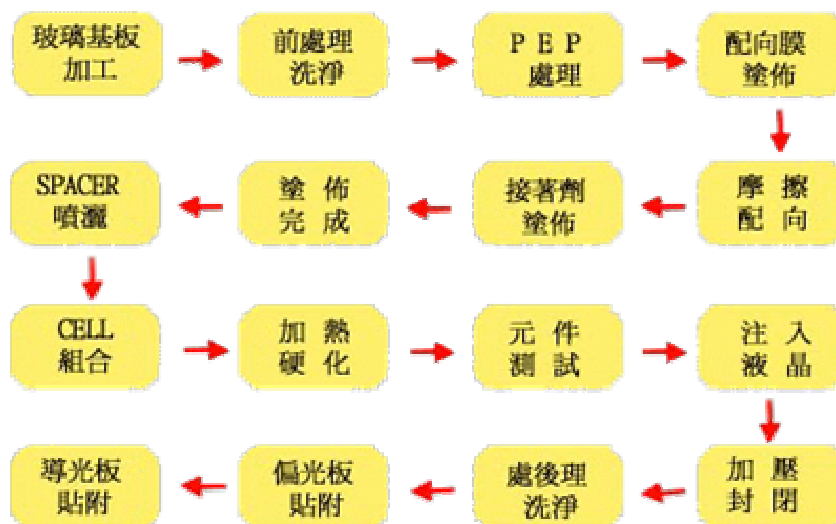 玻璃基板
加工
前處理
洗淨
PEP
處理
配向膜
塗佈
摩擦
配向
接著劑
塗佈
塗佈
完成
SPACER
噴灑
CELL
組合
加熱
硬化
元件
測試
注入
液晶
加壓
封閉
處後理
洗淨
偏光板
貼附
導光板
貼附